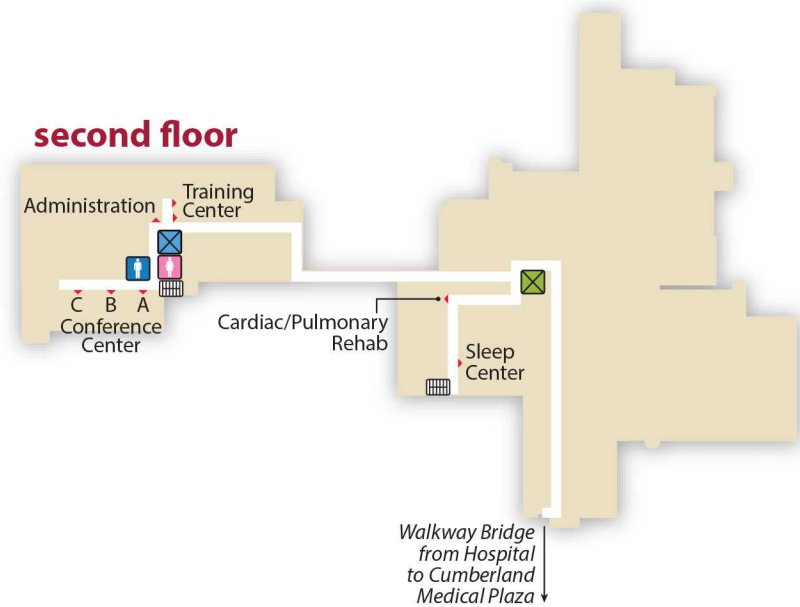 second floor
Training
Center
Administration
C B A
Conference
Center
Cardiac/Pulmonary
Rehab
Sleep
Center
Walkway Bridge
from Hospital
to Cumberland
Medical Plaza